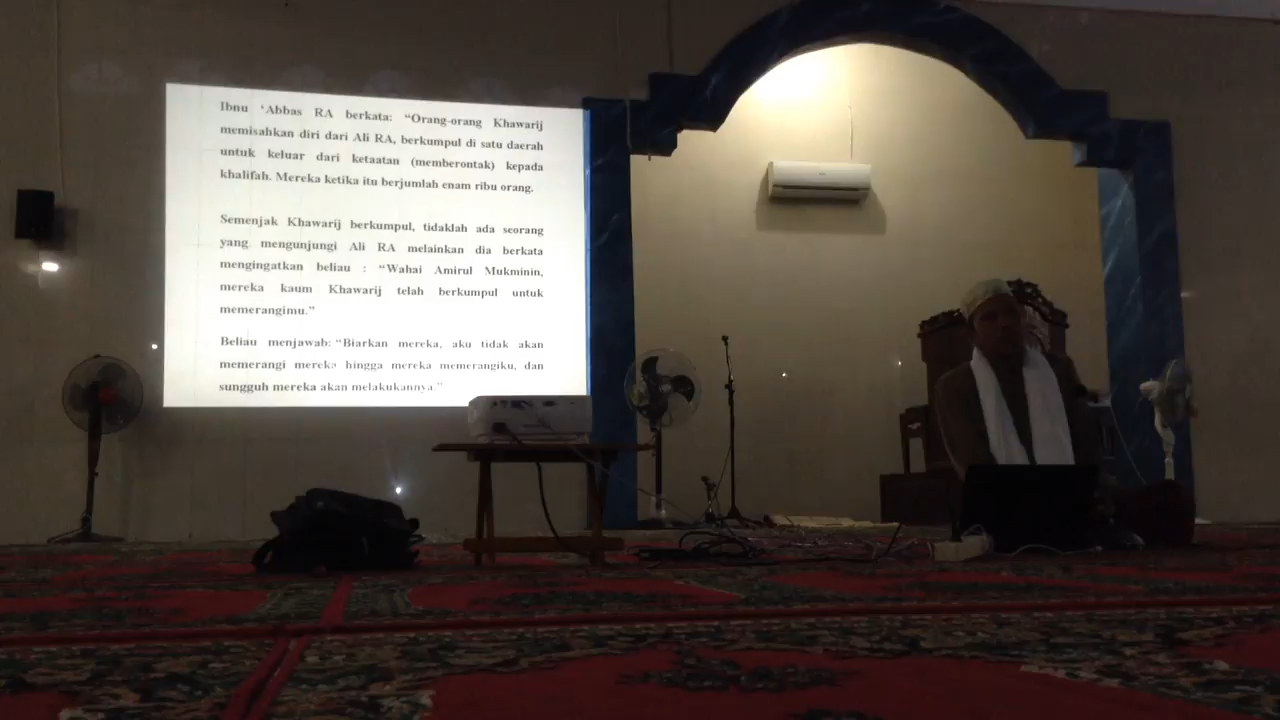 Ibnu ‘Abbas RA berkata: “Orang-orang Khawarij
memisahkan diri dari Ali RA, berkumpul di satu daerah
untuk keluar dari ketaatan (memberontak) kepada
khalifah. Mereka ketika itu berjumlah enam ribu orang.
Semenjak Khawarij berkumpul, tidaklah ada seorang
yang mengunjungi Ali RA melainkan dia berkata
mengingatkan beliau : “Wahai Amirul Mukminin,
mereka kaum Khawarij telah berkumpul untuk
memerangimu.”
Beliau menjawab: “Biarkan mereka, aku tidak akan
memerangi mereka hingga mereka memerangiku, dan
sungguh mereka akan melakukannya.”